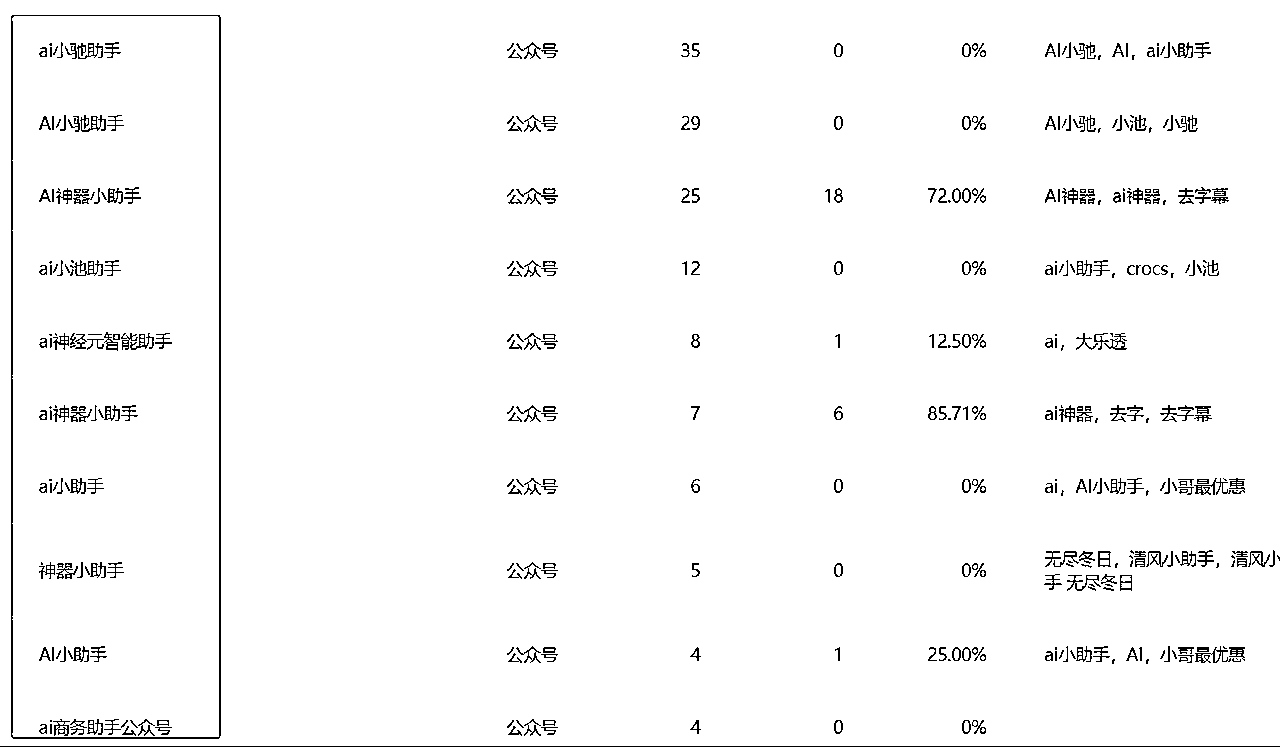 ai小驰助手 公众号 35 0 0% AI小驰，AI，ai小助手
AI小驰助手 公众号 29 0 0% AI小驰，小池，小驰
AI神器小助手 公众号 25 18 72.00% AI神器，ai神器，去字幕
ai小池助手 公众号 12 0 0% ai小助手，crocs，小池
ai神经元智能助手 公众号 8 1 12.50% ai，大乐透
ai神器小助手 公众号 7 6 85.71% ai神器，去字，去字幕
ai小助手 公众号 6 0 0% ai，AI小助手，小哥最优惠
神器小助手 公众号 5 0 0% 无尽冬日，清风小助手，清风小
手 无尽冬日
AI小助手 公众号 4 1 25.00% ai小助手，AI，小哥最优惠
ai商务助手公众号 公众号 4 0 0%